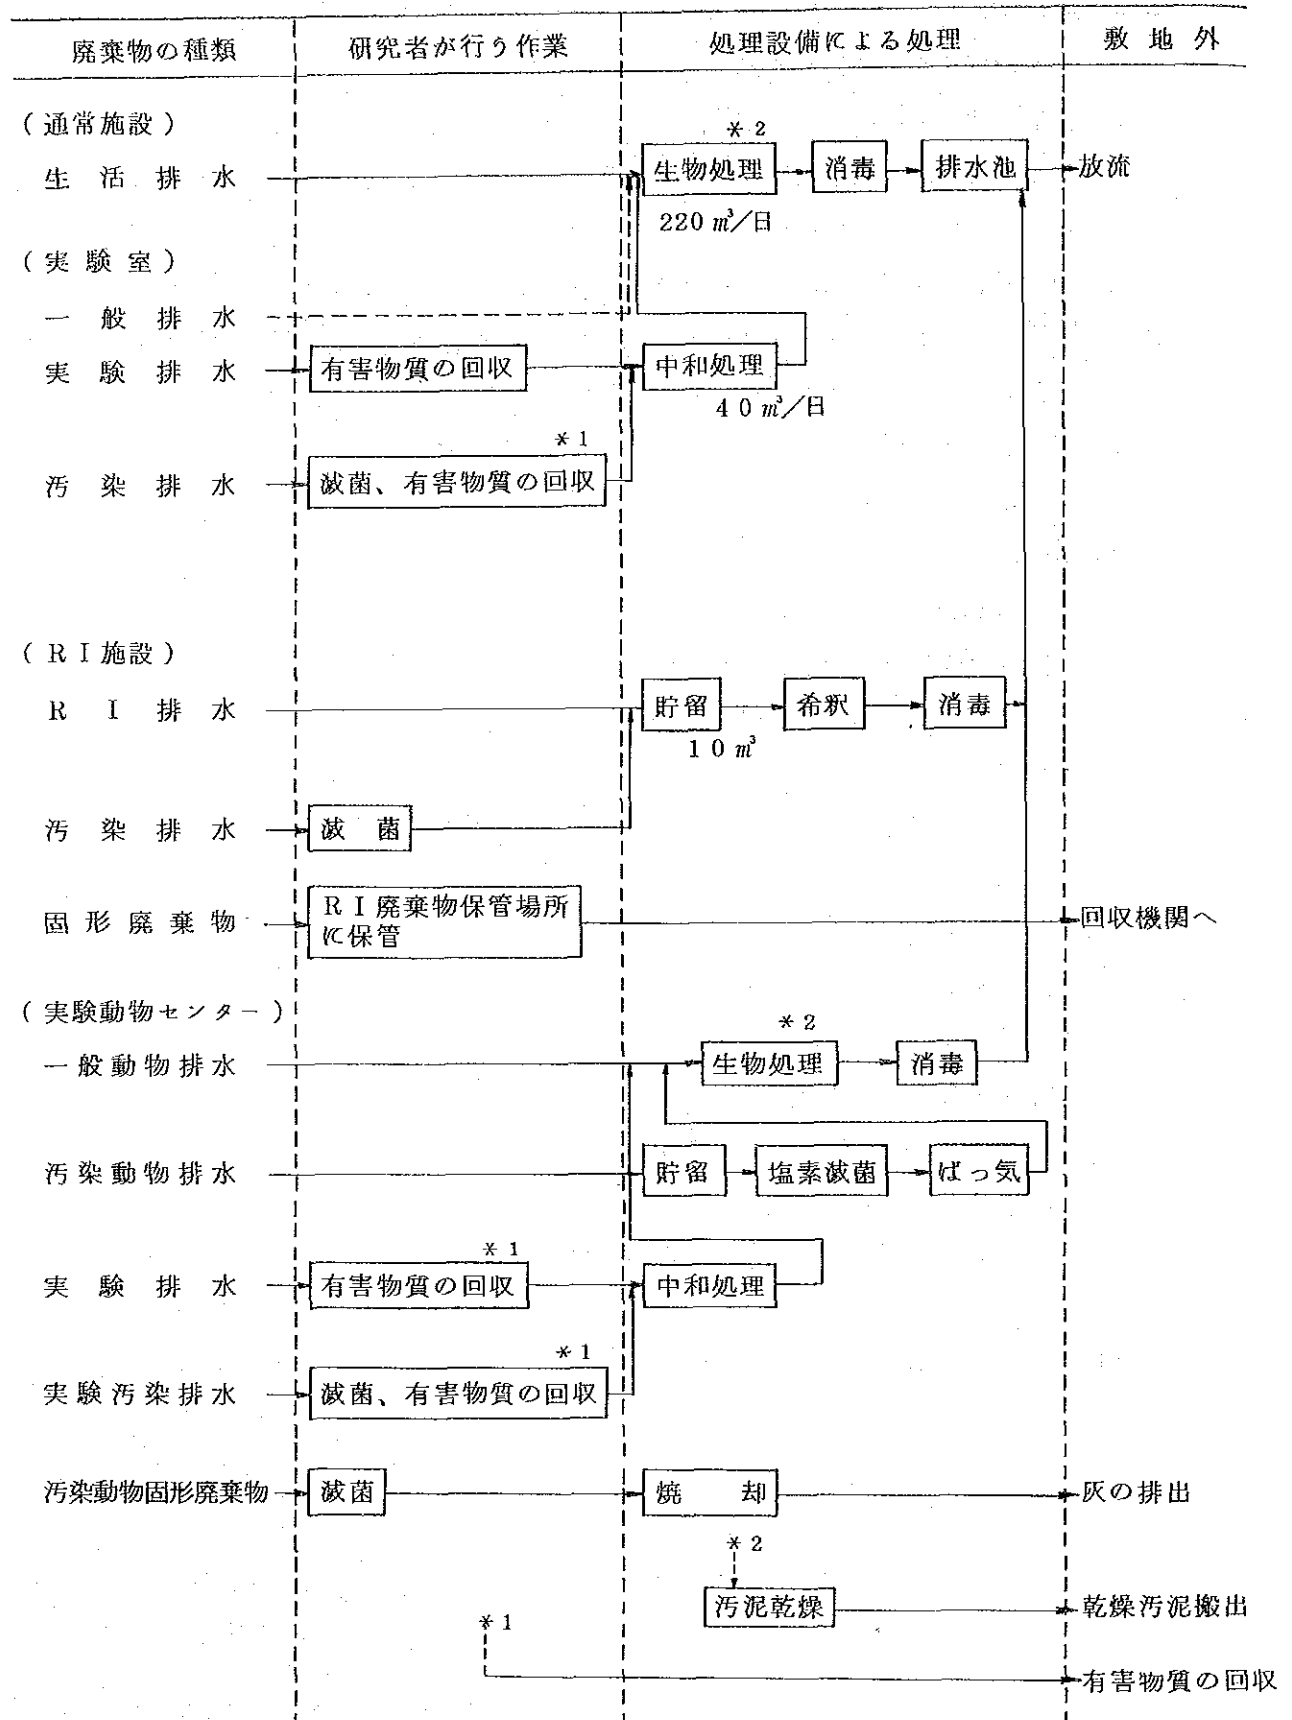 廃棄物の種類 研究者が行う作業 処理設備による処理 敷地外
(通常施設)
*2
生活排水 生物処理 消毒 排水池 放流
220㎥/日
(実験室)
一般排水
実験排水 有害物質の回収 中和処理
40㎥/日
*1
汚染排水 滅菌、有害物質の回収
(RI施設)
RI排水 貯留 希釈 消毒
10㎥
汚染排水 滅菌
固形廃棄物 RI廃棄物保管場所 回収機関へ
に保管
(実験動物センター)
*2
一般動物排水 生物処理 消毒
汚染動物排水 貯留 塩素滅菌 ばっ気
*1
実験排水 有害物質の回収 中和処理
*1
実験汚染排水 滅菌、有害物質の回収
汚染動物固形廃棄物 滅菌 焼却 灰の排出
*2
汚泥乾燥 乾燥汚泥搬出
*1
有害物質の回収